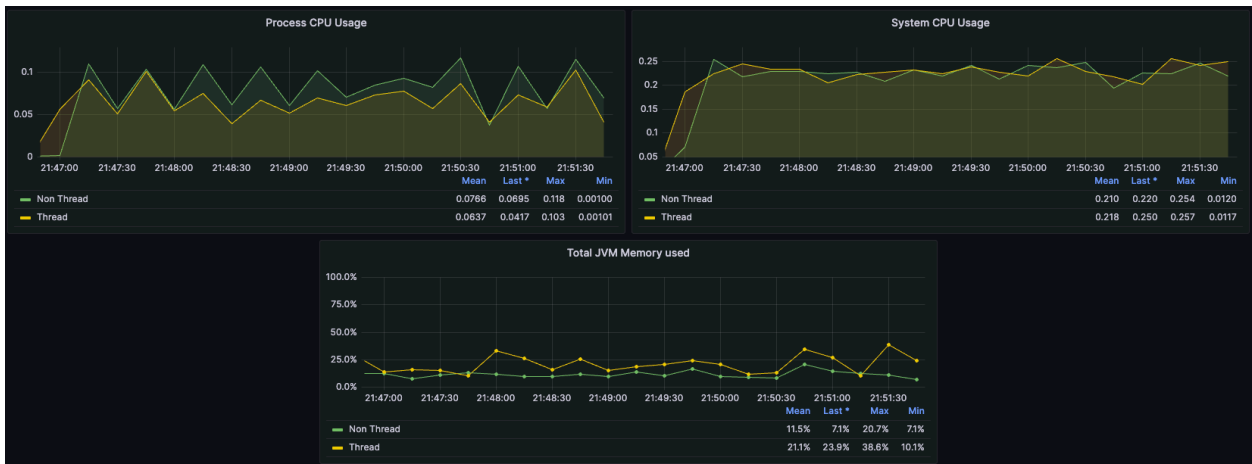 Process CPU Usage
0.1
0.05
0
21:47:00 21:47:30 21:48:00 21:48:30 21:49:00 21:49:30 21:50:00 21:50:30 21:51:00 21:51:30
Mean Last * Max Min
Non Thread 0.0766 0.0695 0.118 0.00100
Thread 0.0637 0.0417 0.103 0.00101
System CPU Usage
0.25
0.2
0.15
0.1
0.05
21:47:00 21:47:30 21:48:00 21:48:30 21:49:00 21:49:30 21:50:00 21:50:30 21:51:00 21:51:30
Mean Last * Max Min
Non Thread 0.210 0.220 0.254 0.0120
Thread 0.218 0.250 0.257 0.0117
Total JVM Memory used
100.0%
75.0%
50.0%
25.0%
0.0%
21:47:00 21:47:30 21:48:00 21:48:30 21:49:00 21:49:30 21:50:00 21:50:30 21:51:00 21:51:30
Mean Last * Max Min
Non Thread 11.5% 7.1% 20.7% 7.1%
Thread 21.1% 23.9% 38.6% 10.1%